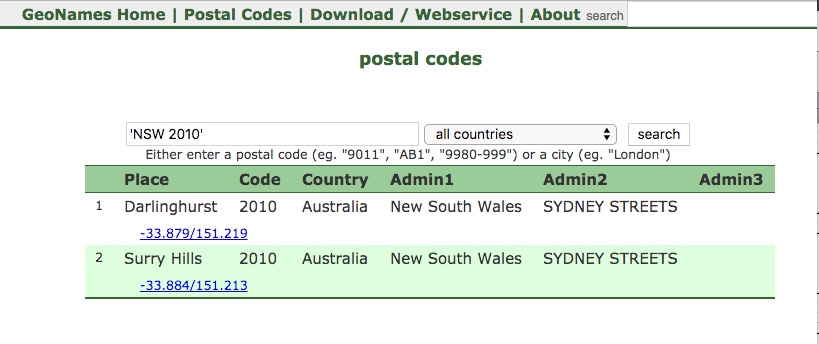 GeoNames Home | Postal Codes | Download / Webservice | About search
postal codes
'NSW 2010' all countries search
Either enter a postal code (eg. "9011", "AB1", "9980-999") or a city (eg. "London")
Place Code Country Admin1 Admin2 Admin3
1 Darlinghurst 2010 Australia New South Wales SYDNEY STREETS
-33.879/151.219
2 Surry Hills 2010 Australia New South Wales SYDNEY STREETS
-33.884/151.213